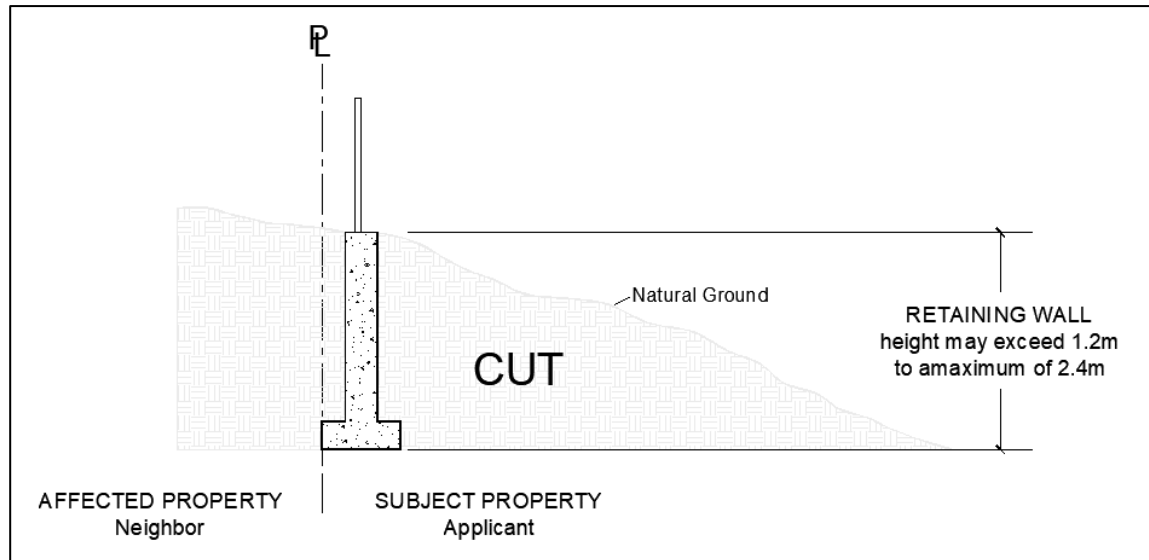 PL
Natural Ground
RETAINING WALL
height may exceed 1.2m
to amaximum of 2.4m
CUT
AFFECTED PROPERTY
Neighbor
SUBJECT PROPERTY
Applicant